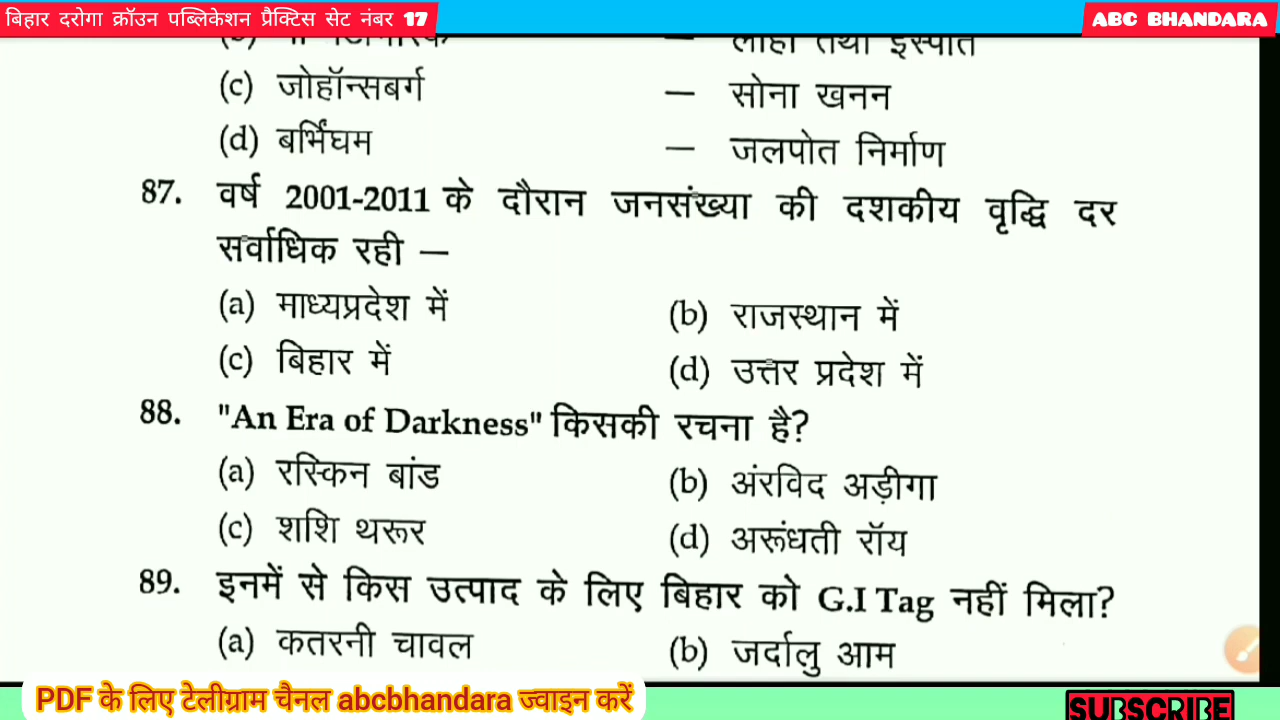 बिहार दरोगा क्रॉउन पब्लिकेशन प्रैक्टिस सेट नंबर 17
ABC BHANDARA
— लोहा तथा इस्पात
(c) जोहॉन्सबर्ग — सोना खनन
(d) बर्मिंघम — जलपोत निर्माण
87. वर्ष 2001-2011 के दौरान जनसंख्या की दशकीय वृद्धि दर
सर्वाधिक रही —
(a) माध्यप्रदेश में (b) राजस्थान में
(c) बिहार में (d) उत्तर प्रदेश में
88. "An Era of Darkness" किसकी रचना है?
(a) रस्किन बांड (b) अंरविद अड़ीगा
(c) शशि थरूर (d) अरूंधती रॉय
89. इनमें से किस उत्पाद के लिए बिहार को G.I Tag नहीं मिला?
(a) कतरनी चावल (b) जर्दालु आम
PDF के लिए टेलीग्राम चैनल abcbhandara ज्वाइन करें
SUBSCRIBE